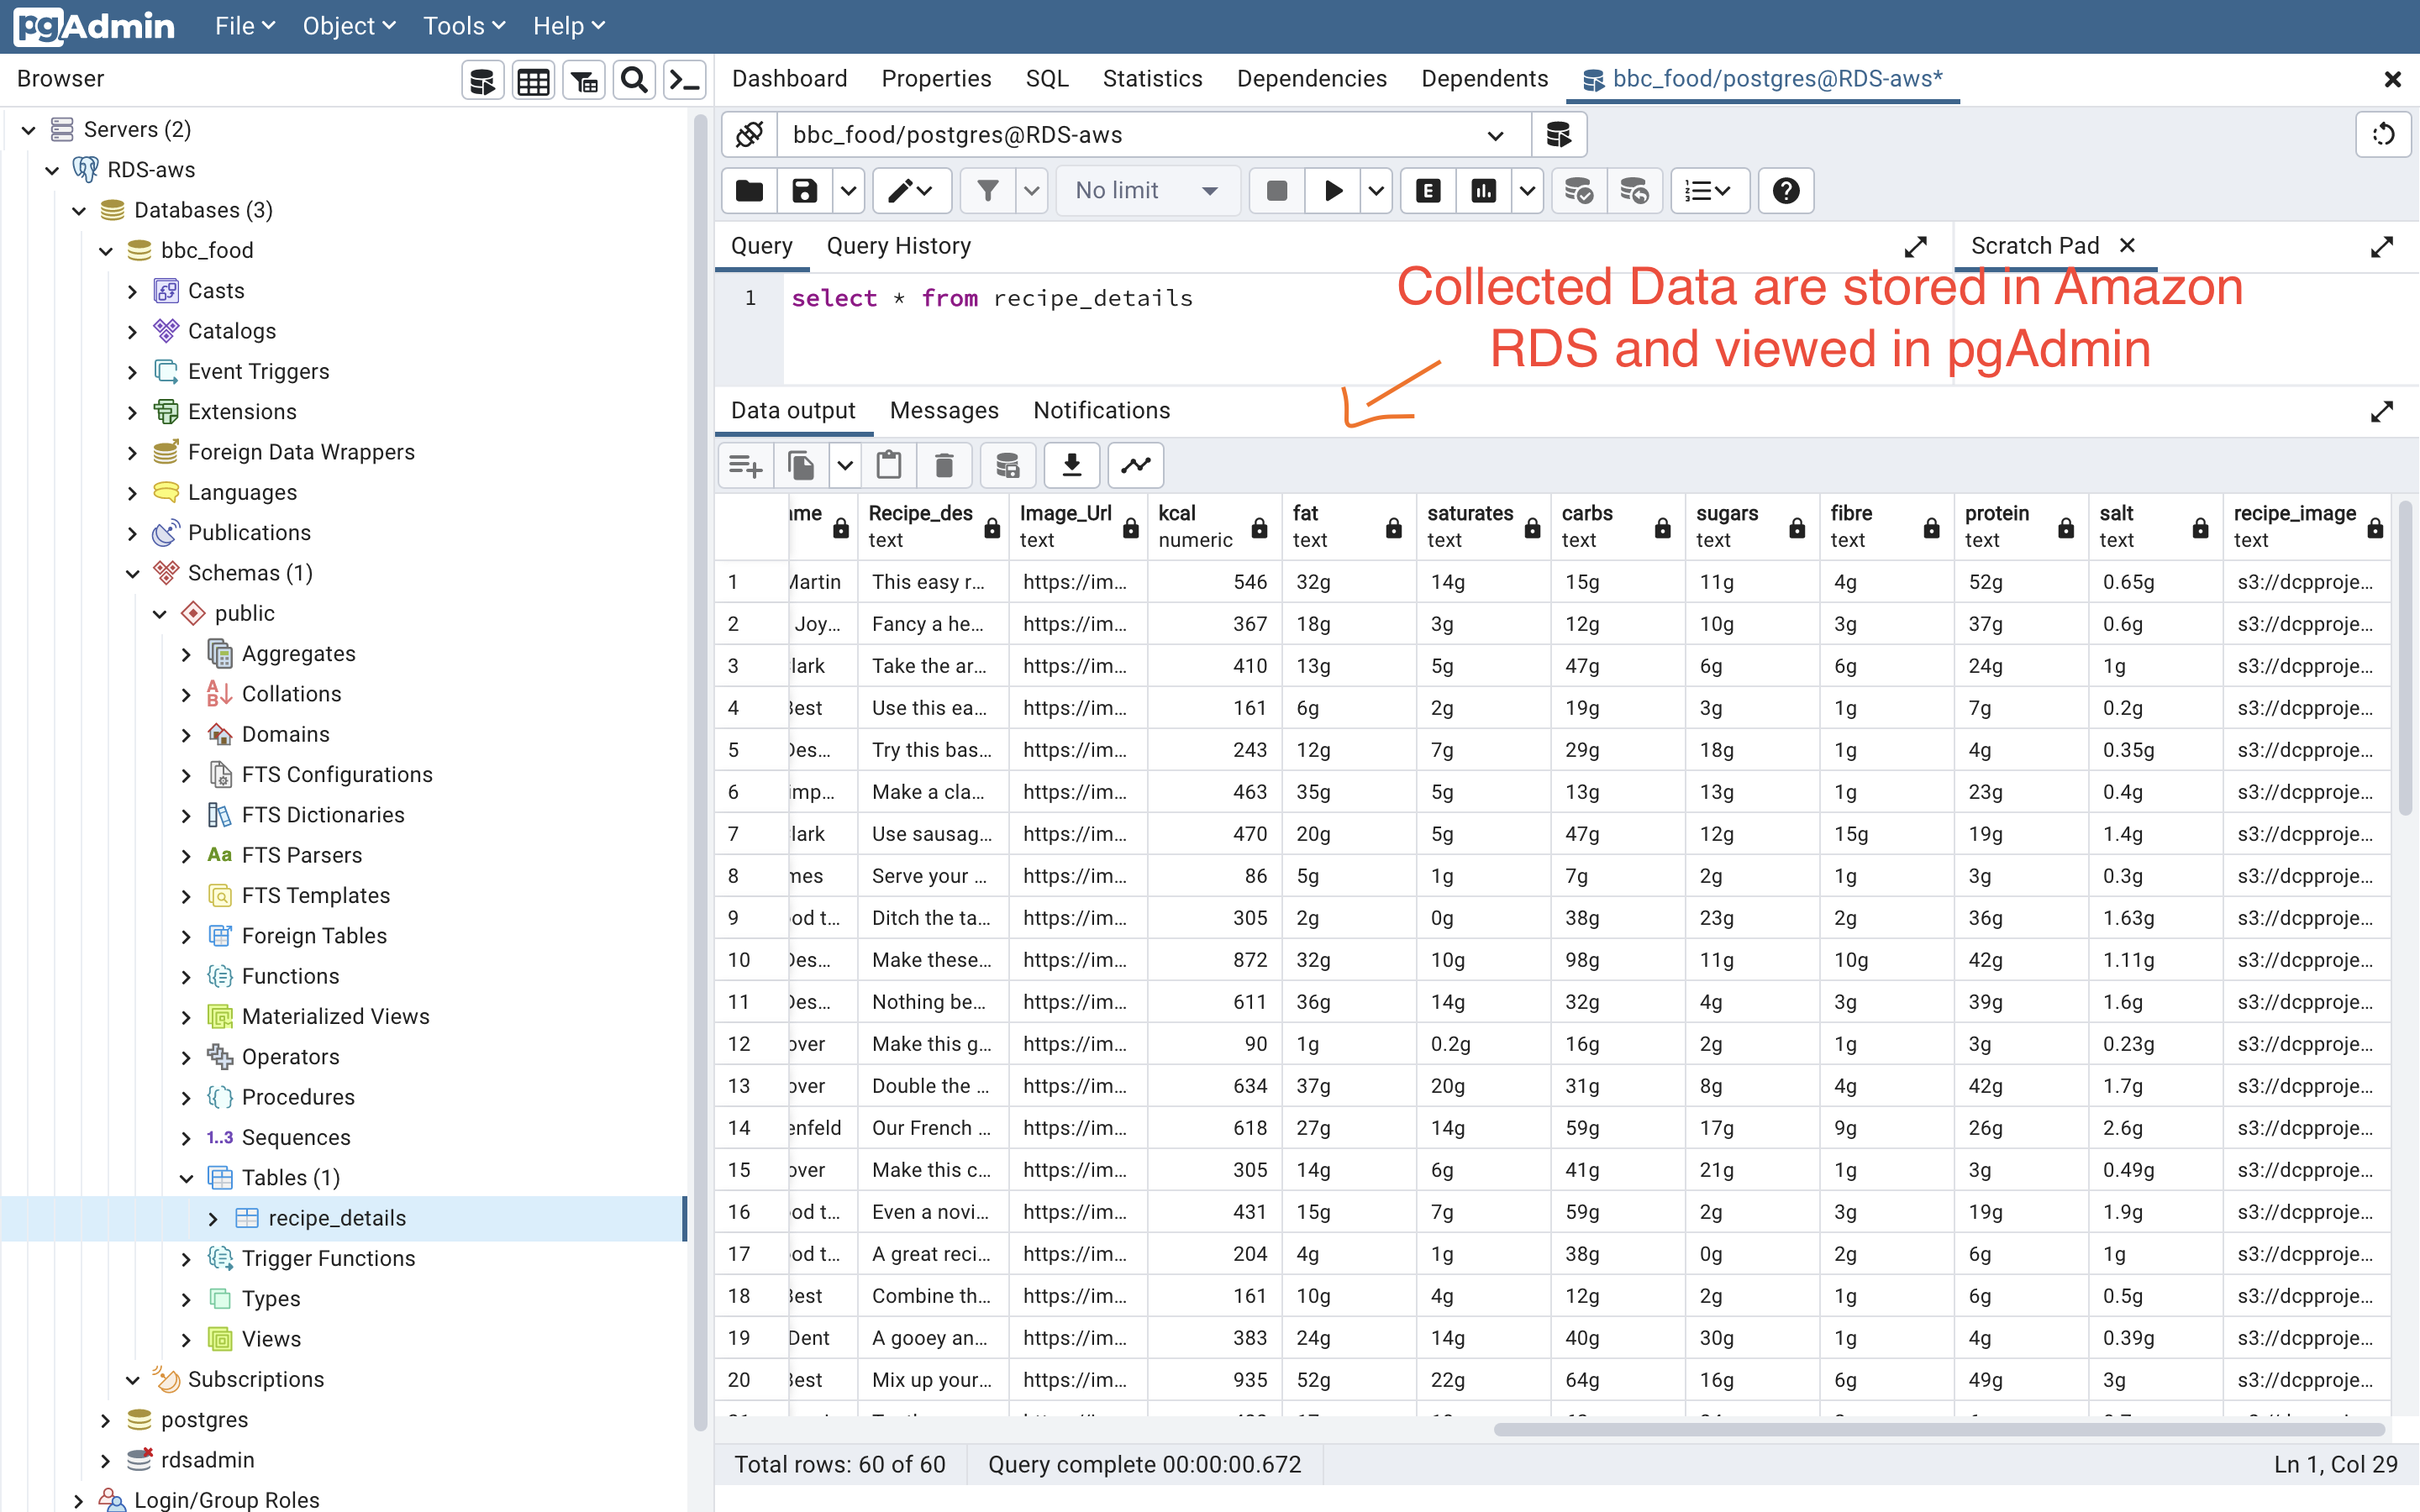 pgAdmin File Object Tools Help
Browser
Dashboard Properties SQL Statistics Dependencies Dependents bbc_food/postgres@RDS-aws*
Servers (2)
RDS-aws
Databases (3)
bbc_food
Casts
Catalogs
Event Triggers
Extensions
Foreign Data Wrappers
Languages
Publications
Schemas (1)
public
Aggregates
Collations
Domains
FTS Configurations
FTS Dictionaries
Aa FTS Parsers
FTS Templates
Foreign Tables
Functions
Materialized Views
Operators
Procedures
1..3 Sequences
Tables (1)
recipe_details
Trigger Functions
Types
Views
Subscriptions
postgres
rdsadmin
Login/Group Roles
bbc_food/postgres@RDS-aws
No limit E
Query Query History Scratch Pad
1 select * from recipe_details
Collected Data are stored in Amazon
RDS and viewed in pgAdmin
Data output Messages Notifications
ame Recipe_des Image_Url kcal fat saturates carbs sugars fibre protein salt recipe_image
text text numeric text text text text text text text text
1 Martin This easy r... https://im... 546 32g 14g 15g 11g 4g 52g 0.65g s3://dcpproje...
2 Joy... Fancy a he... https://im... 367 18g 3g 12g 10g 3g 37g 0.6g s3://dcpproje...
3 lark Take the ar... https://im... 410 13g 5g 47g 6g 6g 24g 1g s3://dcpproje...
4 Best Use this ea... https://im... 161 6g 2g 19g 3g 1g 7g 0.2g s3://dcpproje...
5 Des... Try this bas... https://im... 243 12g 7g 29g 18g 1g 4g 0.35g s3://dcpproje...
6 imp... Make a cla... https://im... 463 35g 5g 13g 13g 1g 23g 0.4g s3://dcpproje...
7 lark Use sausag... https://im... 470 20g 5g 47g 12g 15g 19g 1.4g s3://dcpproje...
8 mes Serve your ... https://im... 86 5g 1g 7g 2g 1g 3g 0.3g s3://dcpproje...
9 od t... Ditch the ta... https://im... 305 2g 0g 38g 23g 2g 36g 1.63g s3://dcpproje...
10 Des... Make these... https://im... 872 32g 10g 98g 11g 10g 42g 1.11g s3://dcpproje...
11 Des... Nothing be... https://im... 611 36g 14g 32g 4g 3g 39g 1.6g s3://dcpproje...
12 over Make this g... https://im... 90 1g 0.2g 16g 2g 1g 3g 0.23g s3://dcpproje...
13 over Double the ... https://im... 634 37g 20g 31g 8g 4g 42g 1.7g s3://dcpproje...
14 enfeld Our French ... https://im... 618 27g 14g 59g 17g 9g 26g 2.6g s3://dcpproje...
15 over Make this c... https://im... 305 14g 6g 41g 21g 1g 3g 0.49g s3://dcpproje...
16 od t... Even a novi... https://im... 431 15g 7g 59g 2g 3g 19g 1.9g s3://dcpproje...
17 od t... A great reci... https://im... 204 4g 1g 38g 0g 2g 6g 1g s3://dcpproje...
18 Best Combine th... https://im... 161 10g 4g 12g 2g 1g 6g 0.5g s3://dcpproje...
19 Dent A gooey an... https://im... 383 24g 14g 40g 30g 1g 4g 0.39g s3://dcpproje...
20 Best Mix up your... https://im... 935 52g 22g 64g 16g 6g 49g 3g s3://dcpproje...
Total rows: 60 of 60 Query complete 00:00:00.672 Ln 1, Col 29